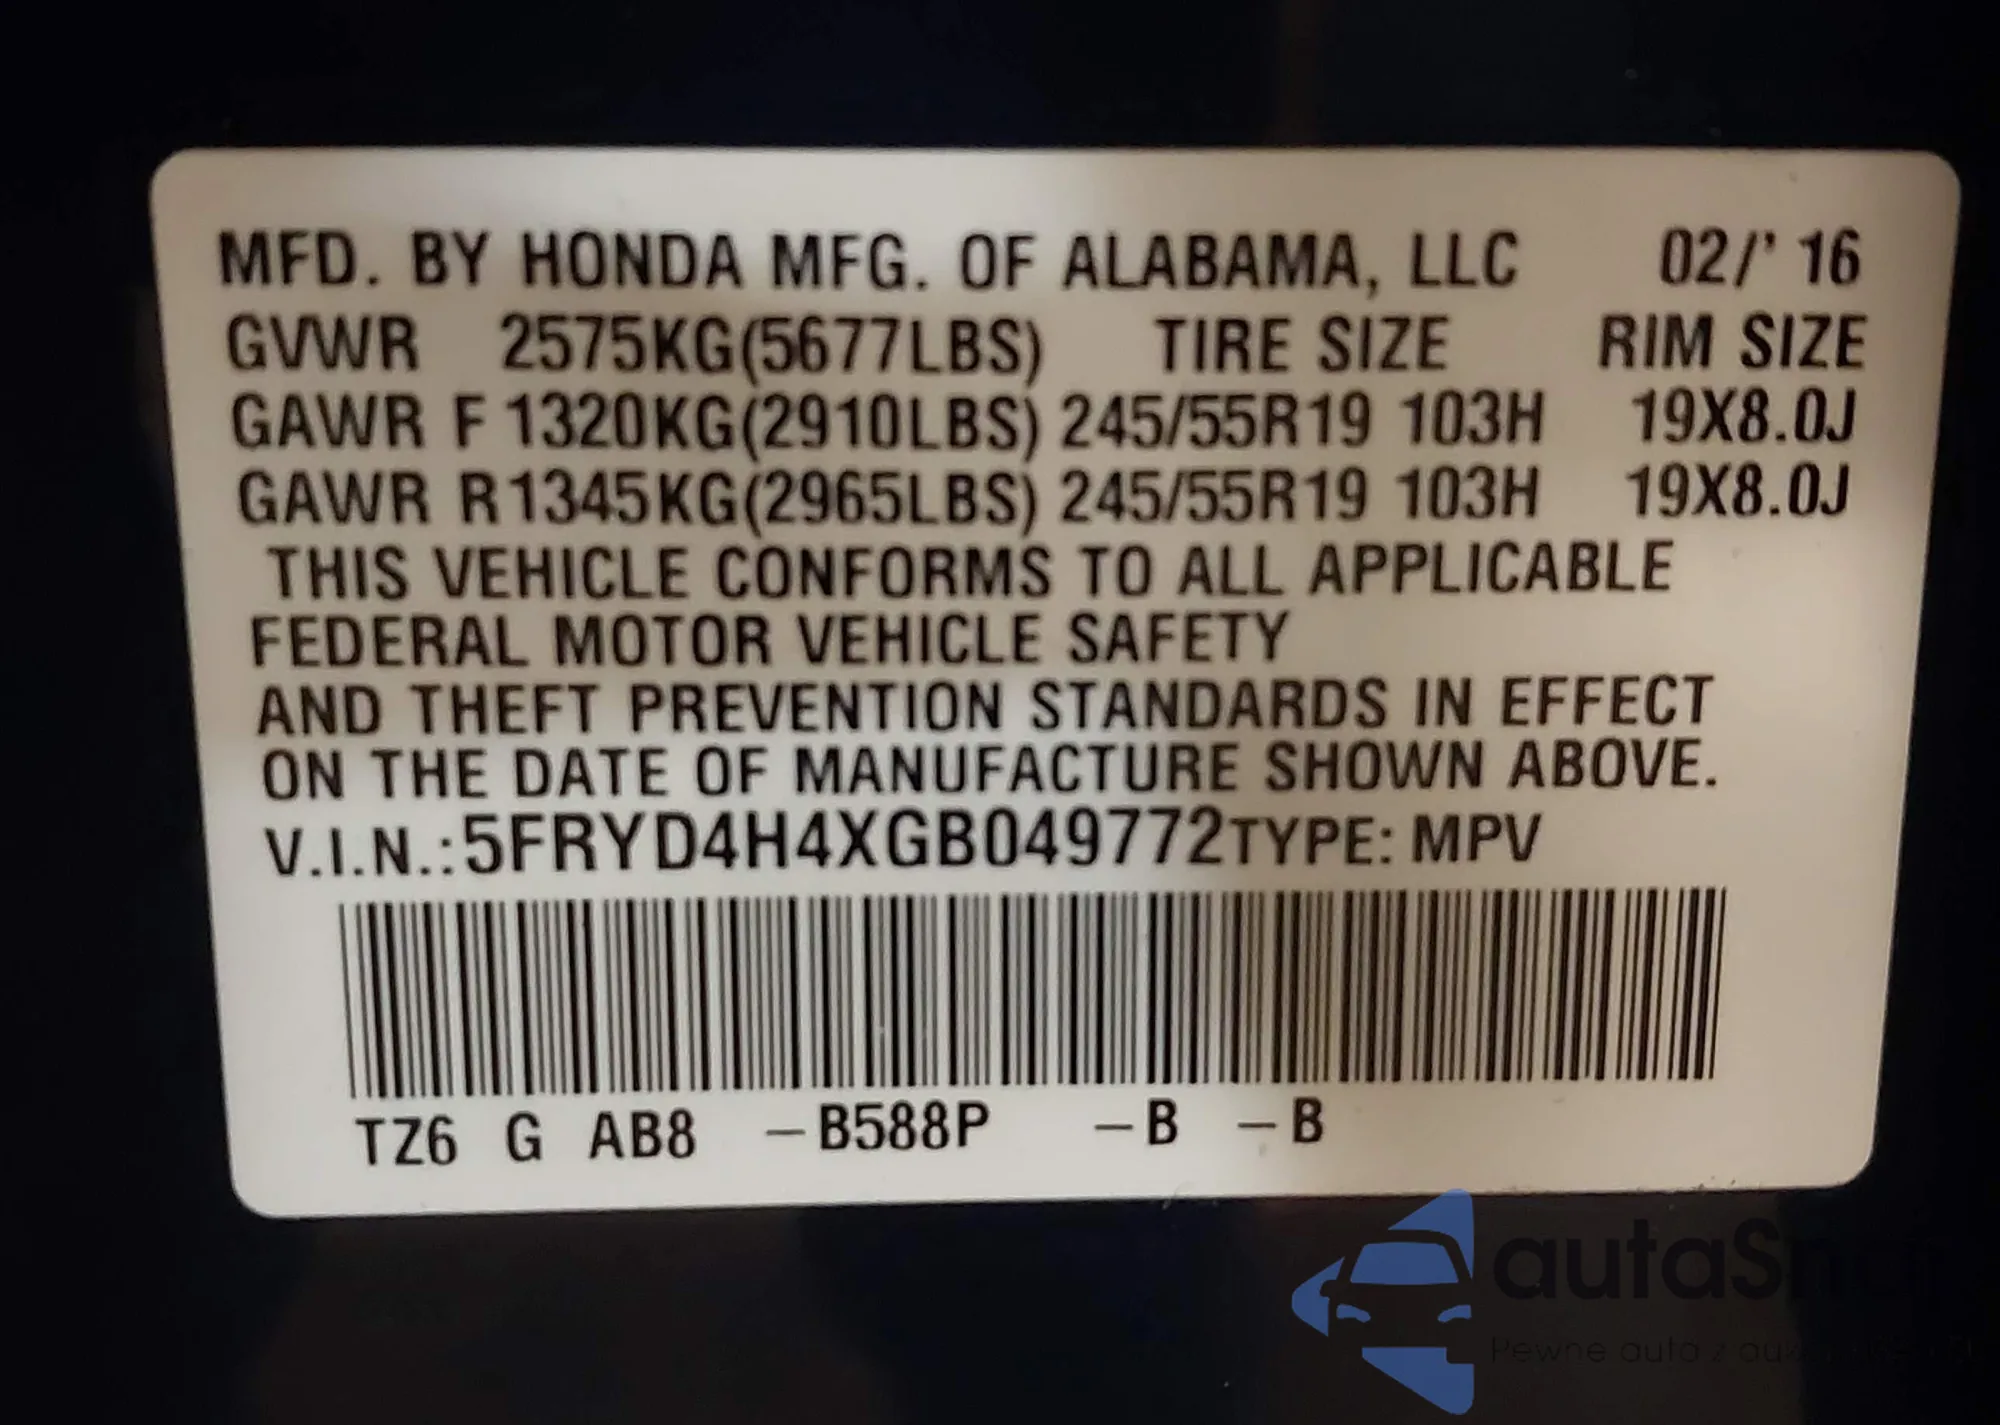 MFD. BY HONDA MFG. OF ALABAMA, LLC 02/' 16
GVWR 2575KG(5677LBS) TIRE SIZE RIM SIZE
GAWR F 1320KG(2910LBS) 245/55R19 103H 19X8.0J
GAWR R 1345KG(2965LBS) 245/55R19 103H 19X8.0J
THIS VEHICLE CONFORMS TO ALL APPLICABLE
FEDERAL MOTOR VEHICLE SAFETY
AND THEFT PREVENTION STANDARDS IN EFFECT
ON THE DATE OF MANUFACTURE SHOWN ABOVE.
V.I.N.:5FRYD4H4XGB049772 TYPE: MPV
TZ6 G AB8 –B588P –B –B
Pewne auto z